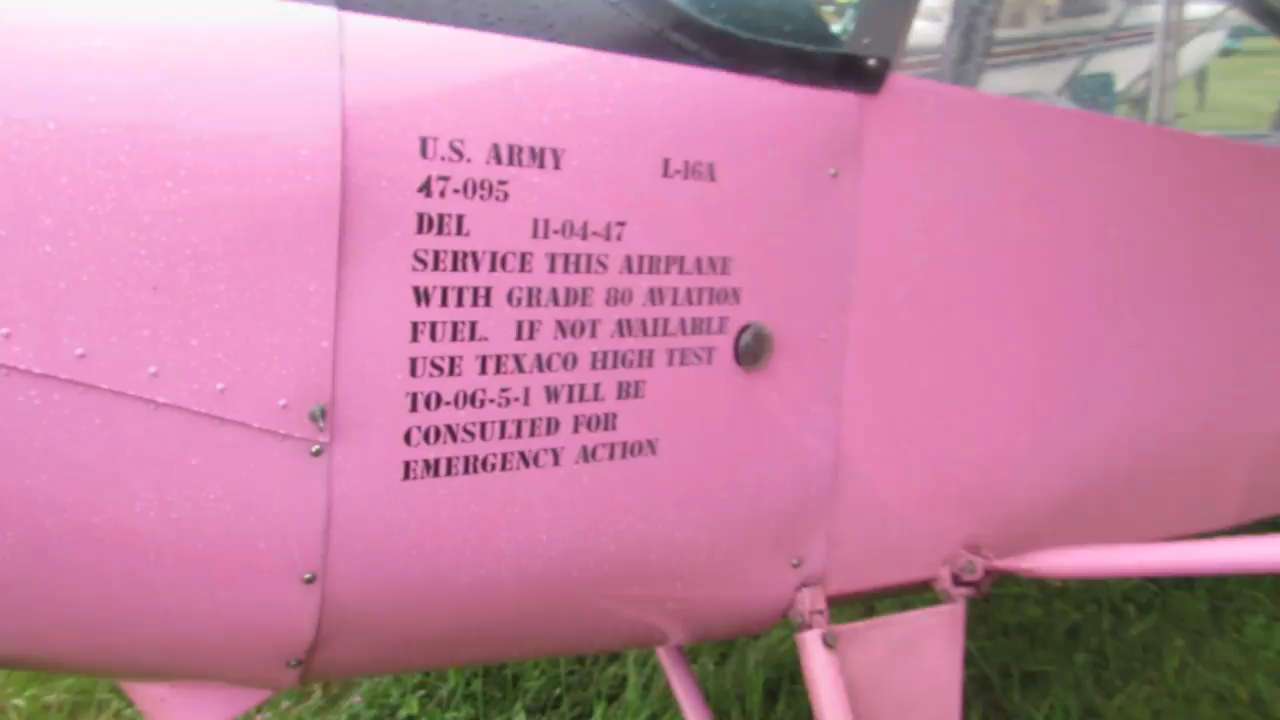 U.S. ARMY L-16A
47-095
DEL 11-04-47
SERVICE THIS AIRPLANE
WITH GRADE 80 AVIATION
FUEL. IF NOT AVAILABLE
USE TEXACO HIGH TEST
TO-0G-5-1 WILL BE
CONSULTED FOR
EMERGENCY ACTION